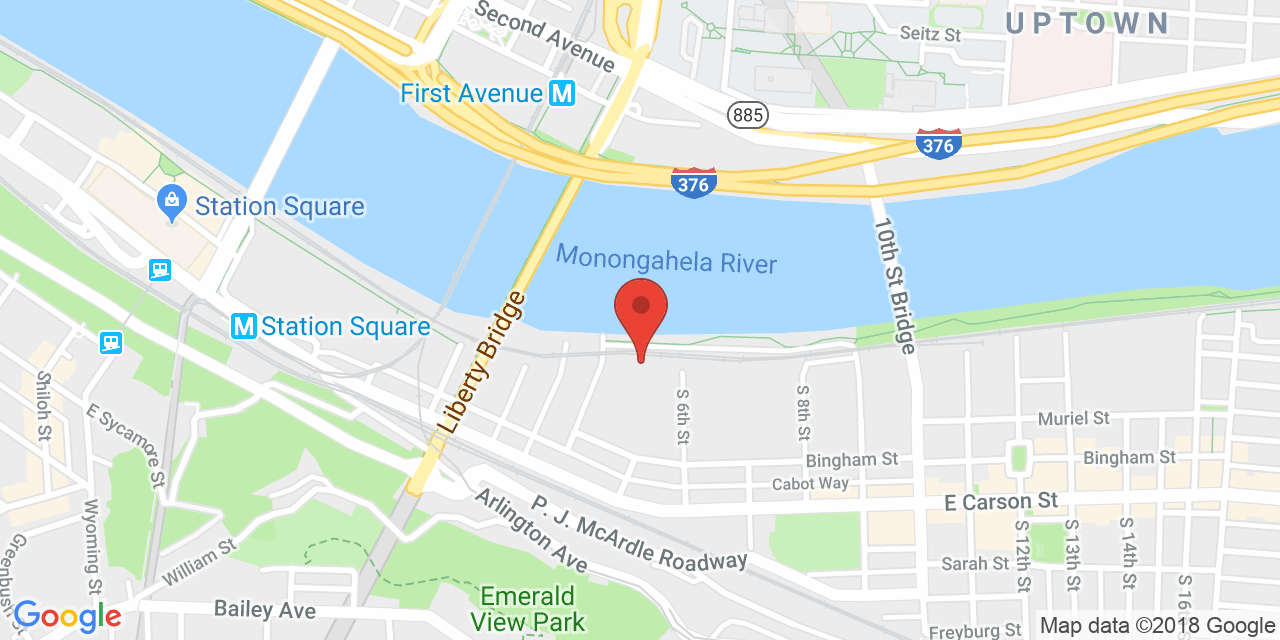 Second Avenue
Seitz St
UPTOWN
First Avenue M
885
376
376
Station Square
10th St Bridge
Monongahela River
M Station Square
Liberty Bridge
Shiloh St
E Sycamore St
S 6th St
S 8th St
Muriel St
Bingham St
Bingham St
Cabot Way
E Carson St
Wyoming St
Arlington Ave
P. J. McArdle Roadway
William St
Greenbush St
S 12th St
S 13th St
S 14th St
S 16th
Sarah St
Emerald
View Park
Bailey Ave
Google
Freyburg St
Map data ©2018 Google